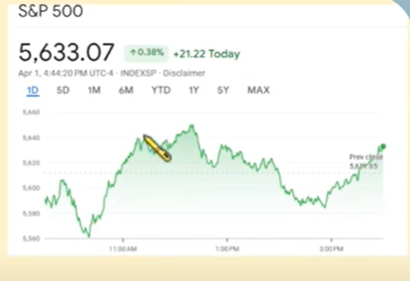 S&P 500
5,633.07 ↑0.38% +21.22 Today
Apr 1, 4:44:20 PM UTC-4 · INDEXSP · Disclaimer
1D 5D 1M 6M YTD 1Y 5Y MAX
5,660
5,640
5,620
5,600
5,580
5,560
Prev close
11:00 AM 1:00 PM 3:00 PM